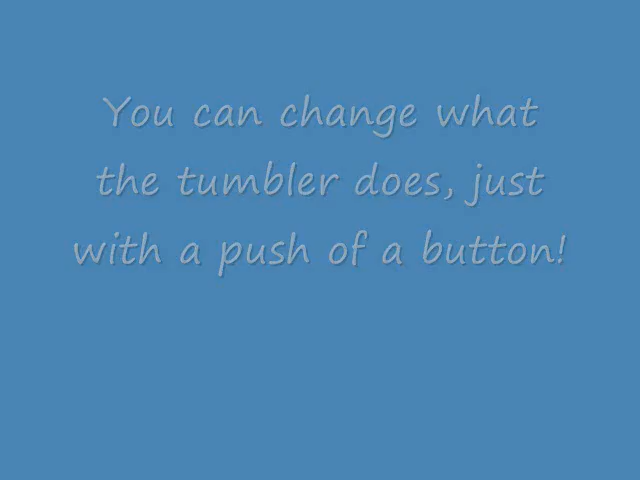 You can change what
the tumbler does, just
with a push of a button!